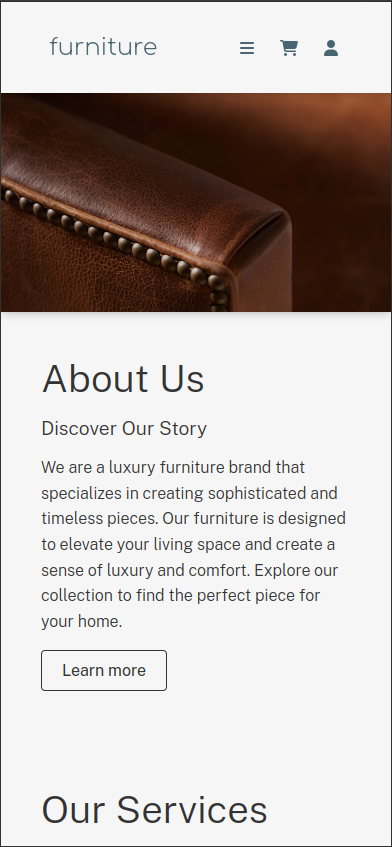 furniture
About Us
Discover Our Story
We are a luxury furniture brand that
specializes in creating sophisticated and
timeless pieces. Our furniture is designed
to elevate your living space and create a
sense of luxury and comfort. Explore our
collection to find the perfect piece for
your home.
Learn more
Our Services